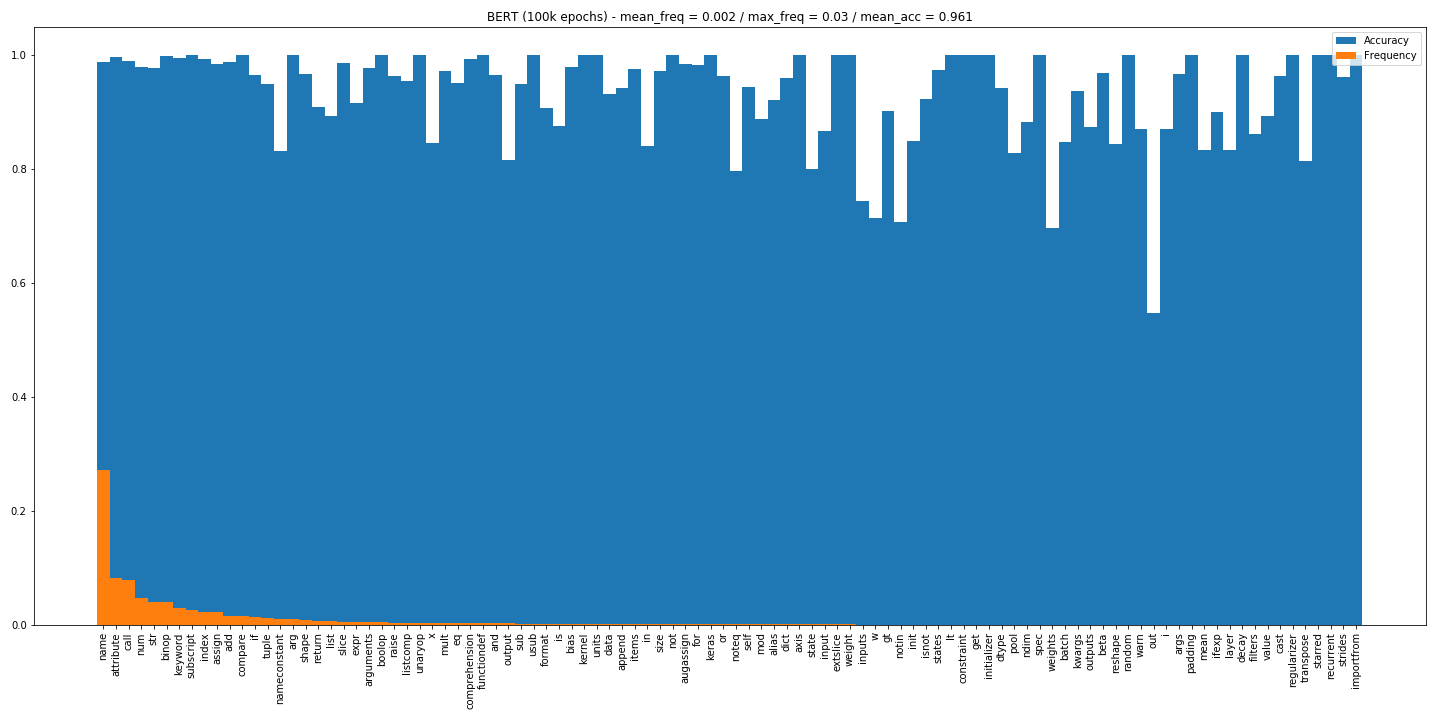 BERT (100k epochs) - mean_freq = 0.002 / max_freq = 0.03 / mean_acc = 0.961
Accuracy
Frequency
1.0
0.8
0.6
0.4
0.2
0.0
name
attribute
call
num
str
binop
keyword
subscript
index
assign
add
compare
if
tuple
nameconstant
arg
shape
return
list
slice
expr
arguments
boolop
raise
listcomp
unaryop
x
mult
eq
comprehension
functiondef
and
output
sub
usub
format
is
bias
kernel
units
data
append
items
in
size
not
augassign
for
keras
or
noteq
self
mod
alias
dict
axis
state
input
extslice
weight
inputs
w
gt
notin
init
isnot
states
lt
constraint
get
initializer
dtype
pool
ndim
spec
weights
batch
kwargs
outputs
beta
reshape
random
warn
out
i
args
padding
mean
ifexp
layer
decay
filters
value
cast
regularizer
transpose
starred
recurrent
strides
importfrom